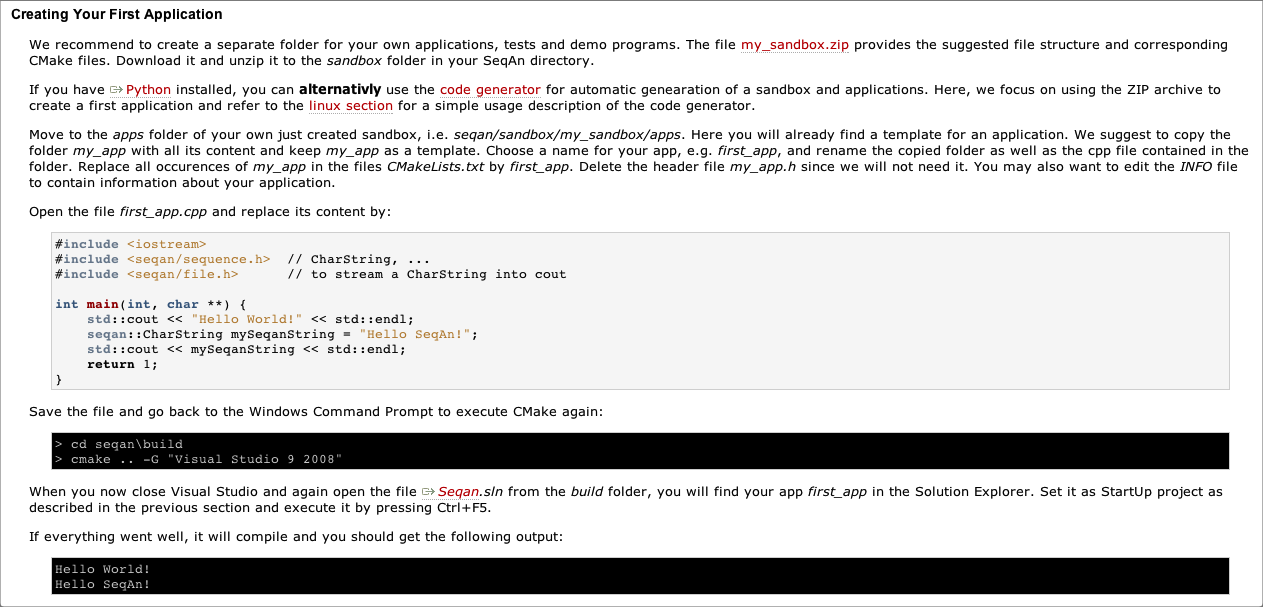 Creating Your First Application
We recommend to create a separate folder for your own applications, tests and demo programs. The file my_sandbox.zip provides the suggested file structure and corresponding
CMake files. Download it and unzip it to the sandbox folder in your SeqAn directory.
If you have Python installed, you can alternativly use the code generator for automatic genearation of a sandbox and applications. Here, we focus on using the ZIP archive to
create a first application and refer to the linux section for a simple usage description of the code generator.
Move to the apps folder of your own just created sandbox, i.e. seqan/sandbox/my_sandbox/apps. Here you will already find a template for an application. We suggest to copy the
folder my_app with all its content and keep my_app as a template. Choose a name for your app, e.g. first_app, and rename the copied folder as well as the cpp file contained in the
folder. Replace all occurences of my_app in the files CMakeLists.txt by first_app. Delete the header file my_app.h since we will not need it. You may also want to edit the INFO file
to contain information about your application.
Open the file first_app.cpp and replace its content by:
#include <iostream>
#include <seqan/sequence.h>  // CharString, ...
#include <seqan/file.h>      // to stream a CharString into cout
int main(int, char **) {
    std::cout << "Hello World!" << std::endl;
    seqan::CharString mySeqanString = "Hello SeqAn!";
    std::cout << mySeqanString << std::endl;
    return 1;
}
Save the file and go back to the Windows Command Prompt to execute CMake again:
> cd seqan\build
> cmake .. -G "Visual Studio 9 2008"
When you now close Visual Studio and again open the file Seqan.sln from the build folder, you will find your app first_app in the Solution Explorer. Set it as StartUp project as
described in the previous section and execute it by pressing Ctrl+F5.
If everything went well, it will compile and you should get the following output:
Hello World!
Hello SeqAn!